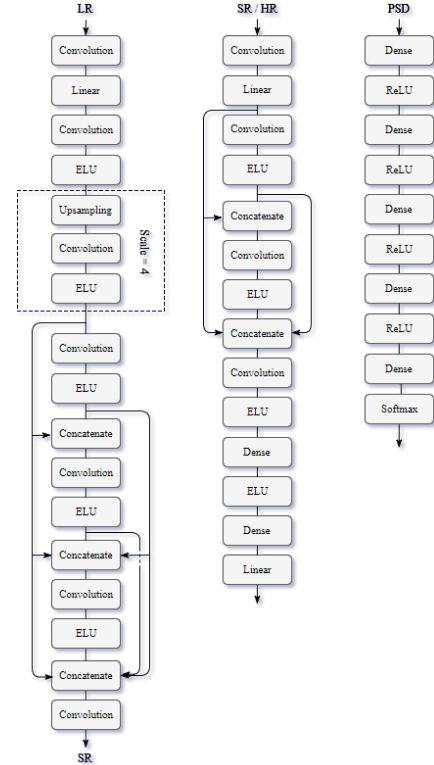 LR
Convolution
Linear
Convolution
ELU
Upsampling
Convolution
ELU
Scale = 4
Convolution
ELU
Concatenate
Convolution
ELU
Concatenate
Convolution
ELU
Concatenate
Convolution
SR
SR / HR
Convolution
Linear
Convolution
ELU
Concatenate
Convolution
ELU
Concatenate
Convolution
ELU
Dense
ELU
Dense
Linear
PSD
Dense
ReLU
Dense
ReLU
Dense
ReLU
Dense
ReLU
Dense
Softmax